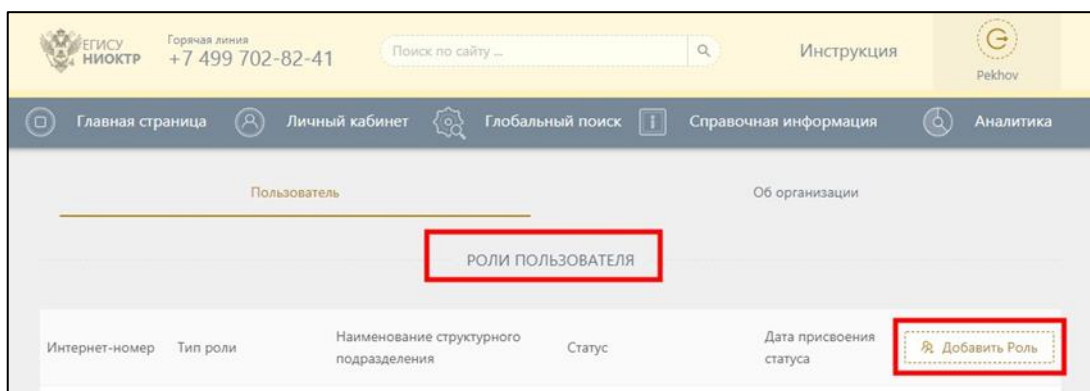 ЕГИСУ
НИОКТР
Горячая линия
+7 499 702-82-41
Поиск по сайту ...
Инструкция
Pekhov
Главная страница
Личный кабинет
Глобальный поиск
Справочная информация
Аналитика
Пользователь
Об организации
РОЛИ ПОЛЬЗОВАТЕЛЯ
Интернет-номер
Тип роли
Наименование структурного
подразделения
Статус
Дата присвоения
статуса
Добавить Роль